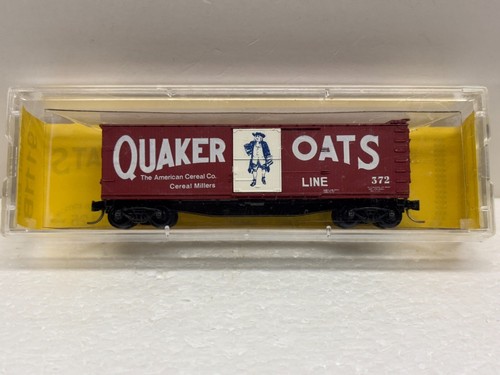 QUAKER OATS
The American Cereal Co.
Cereal Millers
LINE 372